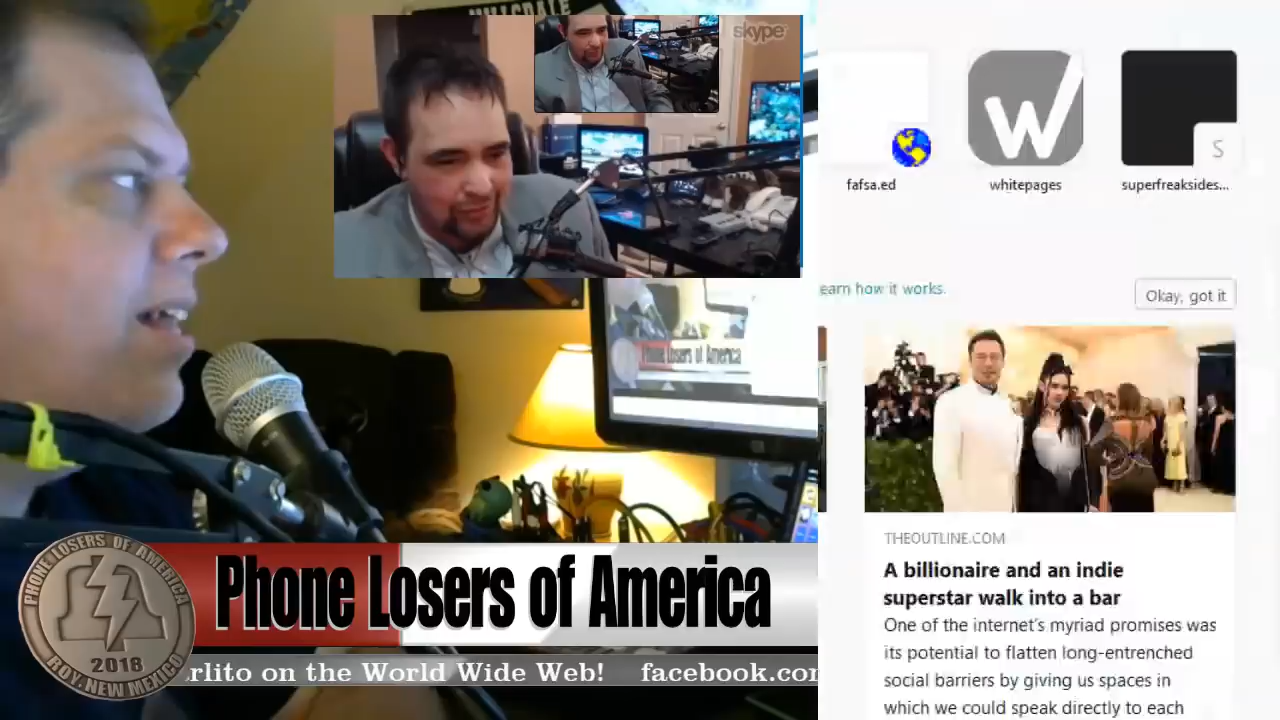 HILLSDALE
skype
fafsa.ed
whitepages
S
superfreaksides...
earn how it works.
Okay, got it
Phone Losers of America
THEOUTLINE.COM
A billionaire and an indie
superstar walk into a bar
One of the internet's myriad promises was
its potential to flatten long-entrenched
social barriers by giving us spaces in
which we could speak directly to each
PHONE LOSERS OF AMERICA
2018
ROY, NEW MEXICO
Phone Losers of America
rlito on the World Wide Web!    facebook.com